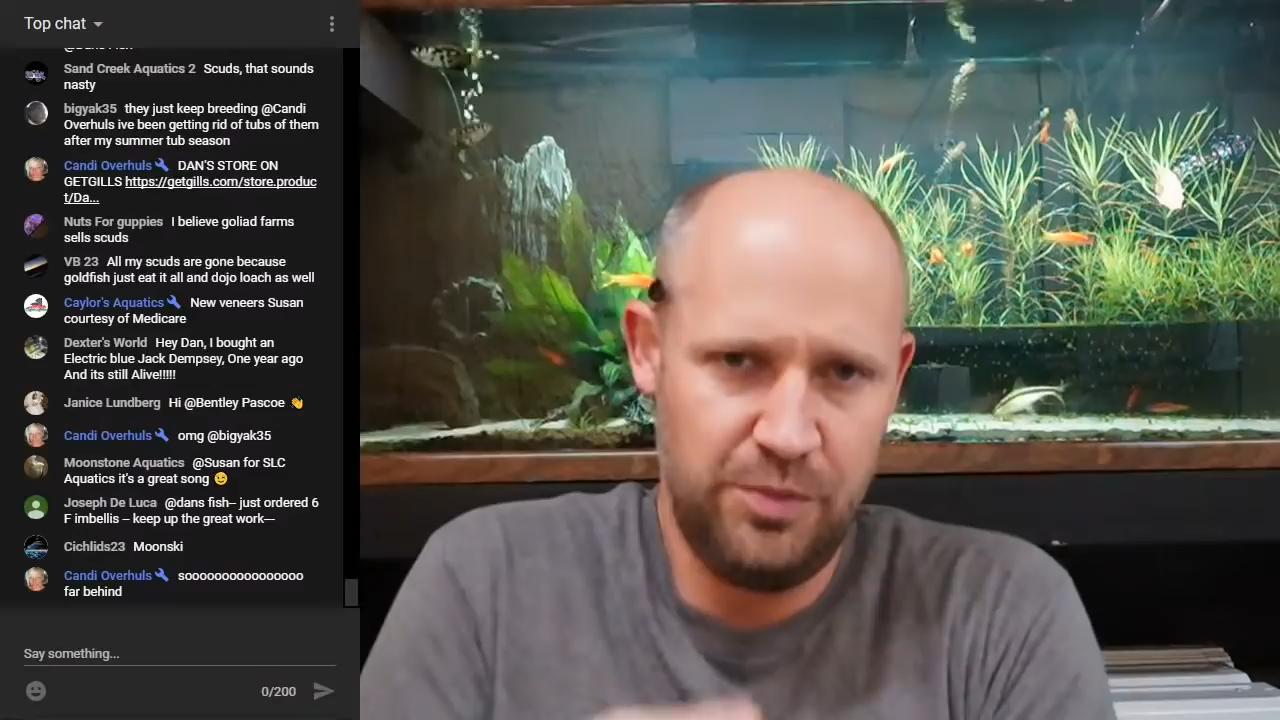 Top chat
@Dans Fish
Sand Creek Aquatics 2 Scuds, that sounds
nasty
bigyak35 they just keep breeding @Candi
Overhuls ive been getting rid of tubs of them
after my summer tub season
Candi Overhuls DAN'S STORE ON
GETGILLS https://getgills.com/store.produc
t/Da...
Nuts For guppies I believe goliad farms
sells scuds
VB 23 All my scuds are gone because
goldfish just eat it all and dojo loach as well
Caylor's Aquatics New veneers Susan
courtesy of Medicare
Dexter's World Hey Dan, I bought an
Electric blue Jack Dempsey, One year ago
And its still Alive!!!!!
Janice Lundberg Hi @Bentley Pascoe 👋
Candi Overhuls omg @bigyak35
Moonstone Aquatics @Susan for SLC
Aquatics it's a great song 😉
Joseph De Luca @dans fish-- just ordered 6
F imbellis -- keep up the great work---
Cichlids23 Moonski
Candi Overhuls soooooooooooooooo
far behind
Say something...
0/200